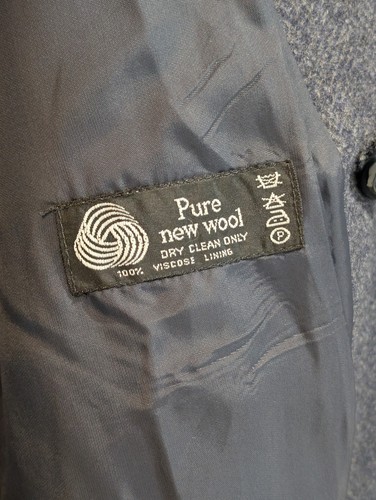 Pure
new wool
DRY CLEAN ONLY
100% VISCOSE LINING
P